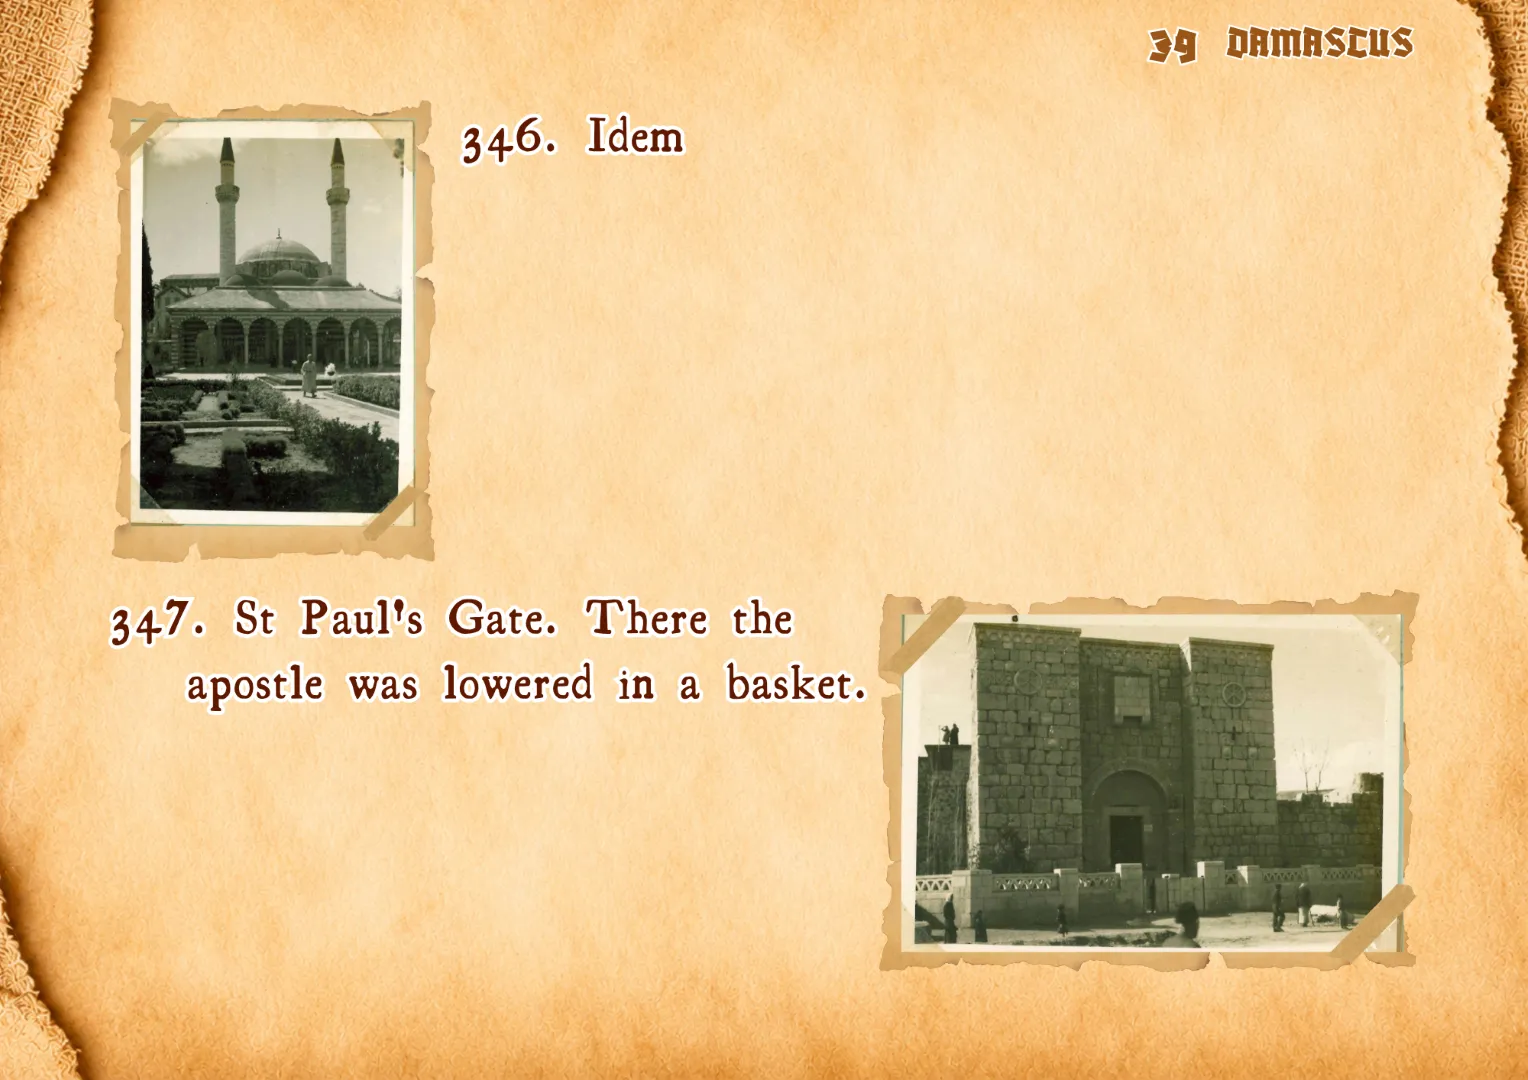 39 DAMASCUS
346. Idem
347. St Paul's Gate. There the
apostle was lowered in a basket.